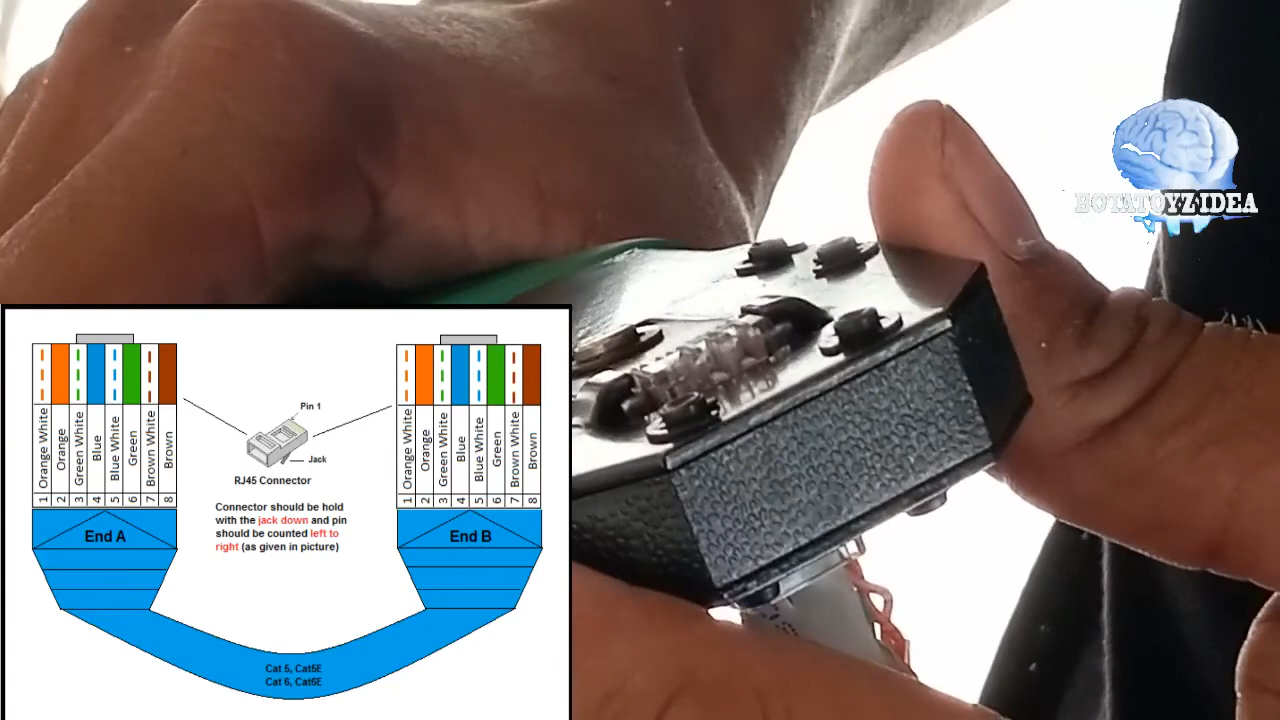 BOTATOYZIDEA
1 Orange White
2 Orange
3 Green White
4 Blue
5 Blue White
6 Green
7 Brown White
8 Brown
End A
Pin 1
Jack
RJ45 Connector
Connector should be hold
with the jack down and pin
should be counted left to
right (as given in picture)
1 Orange White
2 Orange
3 Green White
4 Blue
5 Blue White
6 Green
7 Brown White
8 Brown
End B
Cat 5, Cat5E
Cat 6, Cat6E